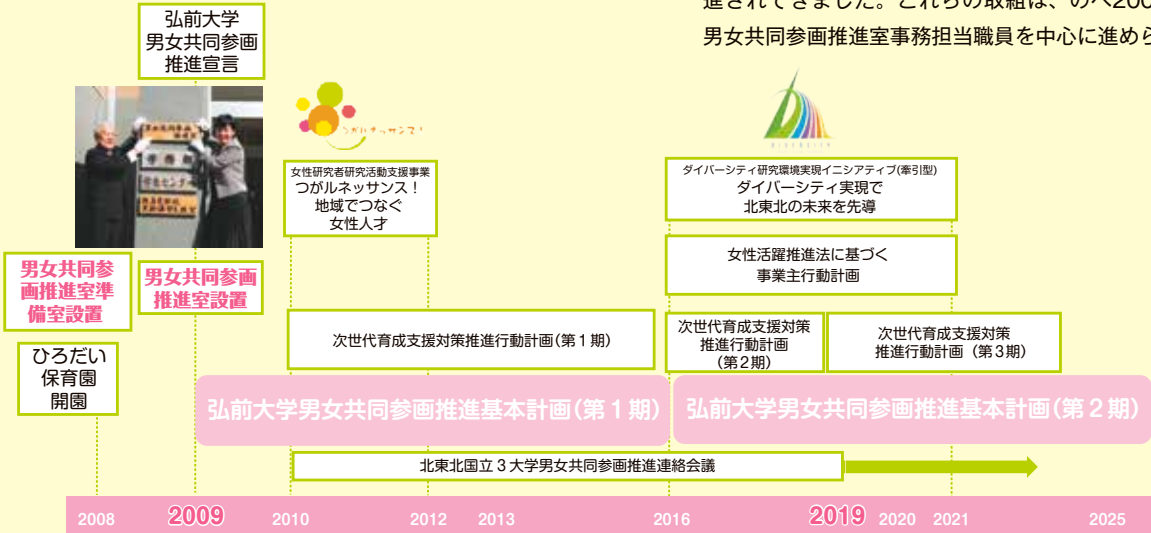 進されてきました。これらの取組は、のべ200
男女共同参画推進室事務担当職員を中心に進めら
弘前大学
男女共同参画
推進宣言
つがルネッサンス!
DIVERSITY
女性研究者研究活動支援事業
つがルネッサンス!
地域でつなぐ
女性人才
ダイバーシティ研究環境実現イニシアティブ(牽引型)
ダイバーシティ実現で
北東北の未来を先導
女性活躍推進法に基づく
事業主行動計画
男女共同参
画推進室準
備室設置
男女共同参画
推進室設置
次世代育成支援対策推進行動計画(第1期)
次世代育成支援対策
推進行動計画
(第2期)
次世代育成支援対策
推進行動計画(第3期)
ひろだい
保育園
開園
弘前大学男女共同参画推進基本計画(第1期)
弘前大学男女共同参画推進基本計画(第2期)
北東北国立3大学男女共同参画推進連絡会議
2008 2009 2010 2012 2013 2016 2019 2020 2021 2025